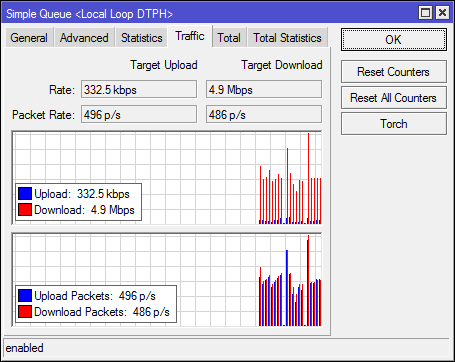 Simple Queue <Local Loop DTPH>
General Advanced Statistics Traffic Total Total Statistics
Target Upload Target Download
Rate: 332.5 kbps 4.9 Mbps
Packet Rate: 496 p/s 486 p/s
Upload: 332.5 kbps
Download: 4.9 Mbps
Upload Packets: 496 p/s
Download Packets: 486 p/s
OK
Reset Counters
Reset All Counters
Torch
enabled